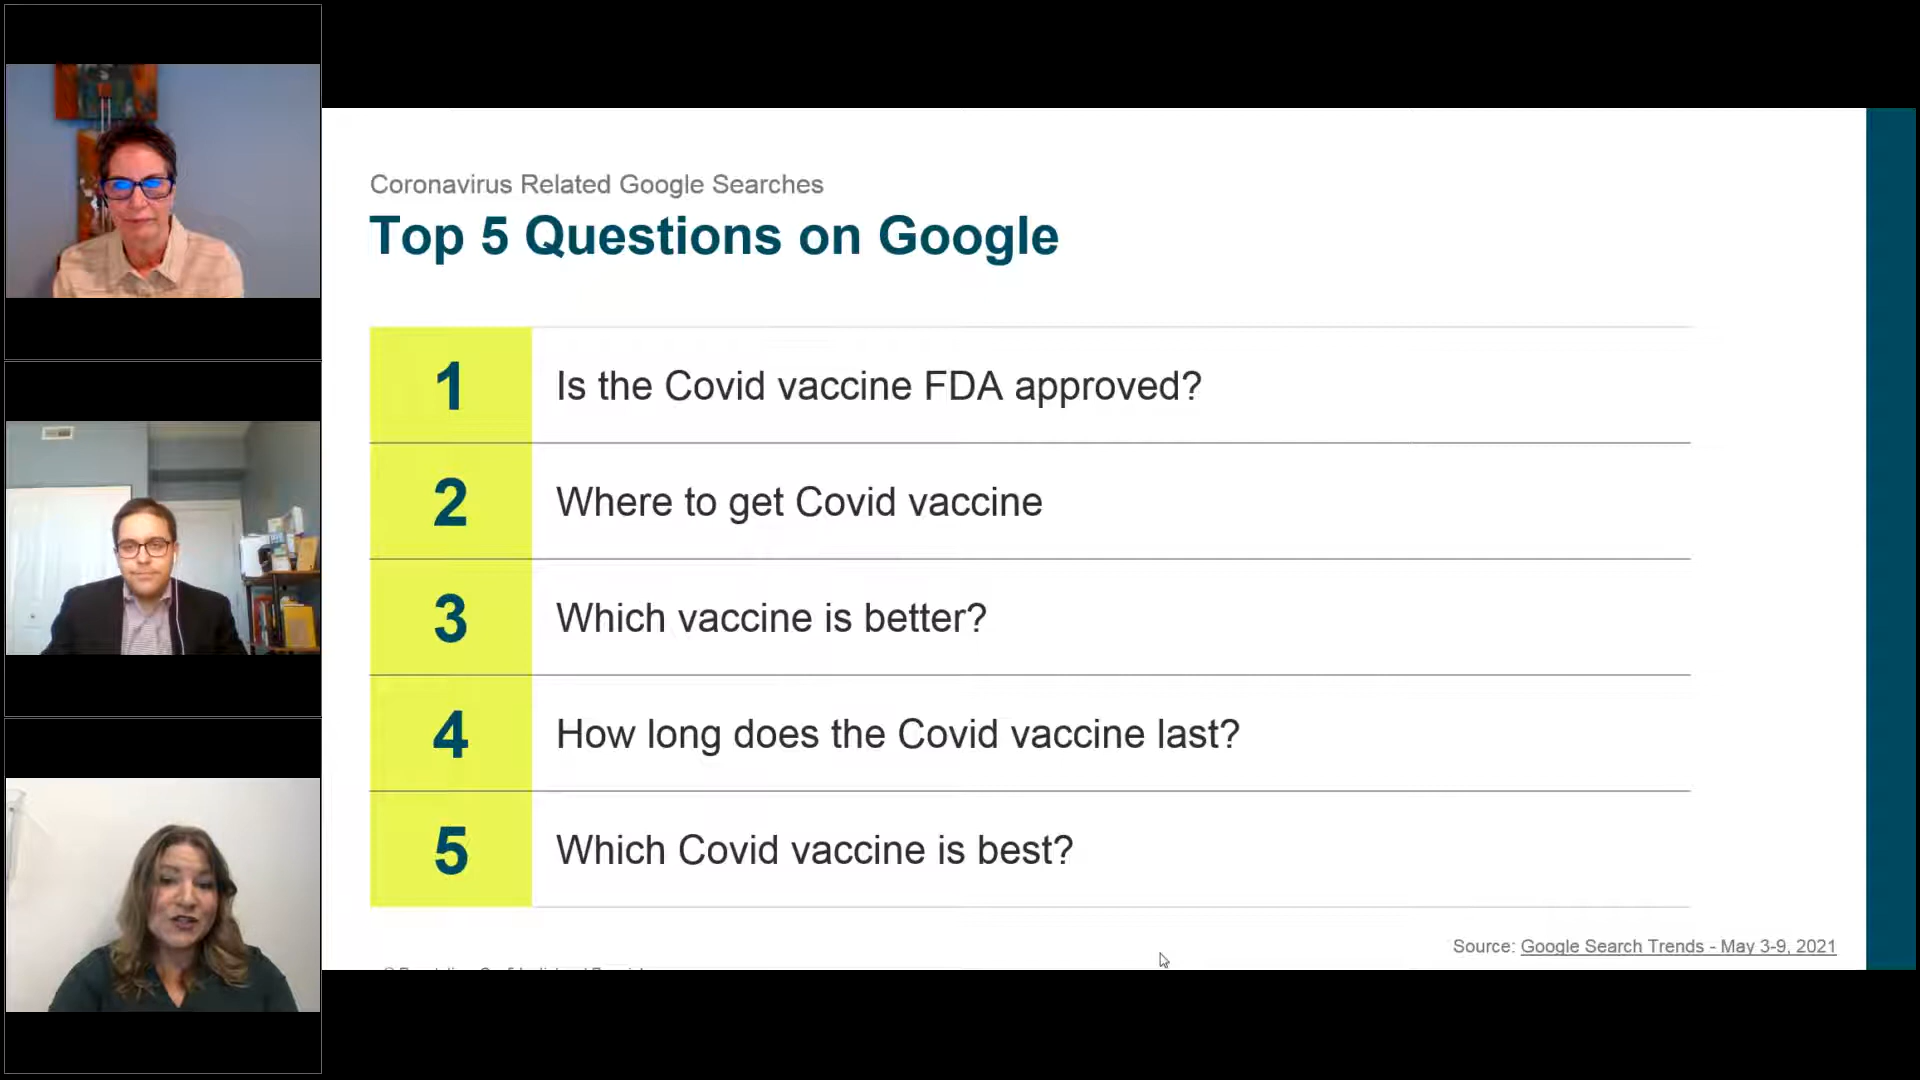 Coronavirus Related Google Searches
Top 5 Questions on Google
1 Is the Covid vaccine FDA approved?
2 Where to get Covid vaccine
3 Which vaccine is better?
4 How long does the Covid vaccine last?
5 Which Covid vaccine is best?
Source: Google Search Trends - May 3-9, 2021